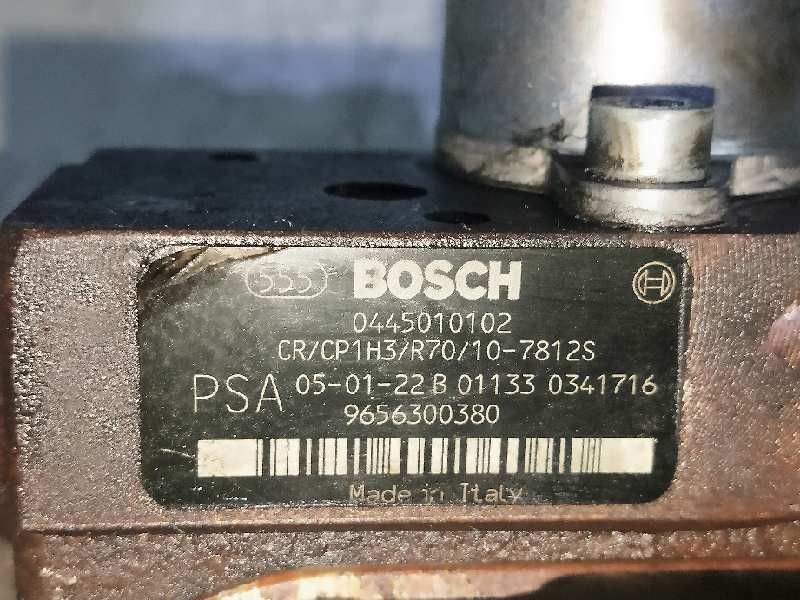 555 BOSCH
0445010102
CR/CP1H3/R70/10-7812S
PSA 05-01-22 B 01133 0341716
9656300380
Made in Italy